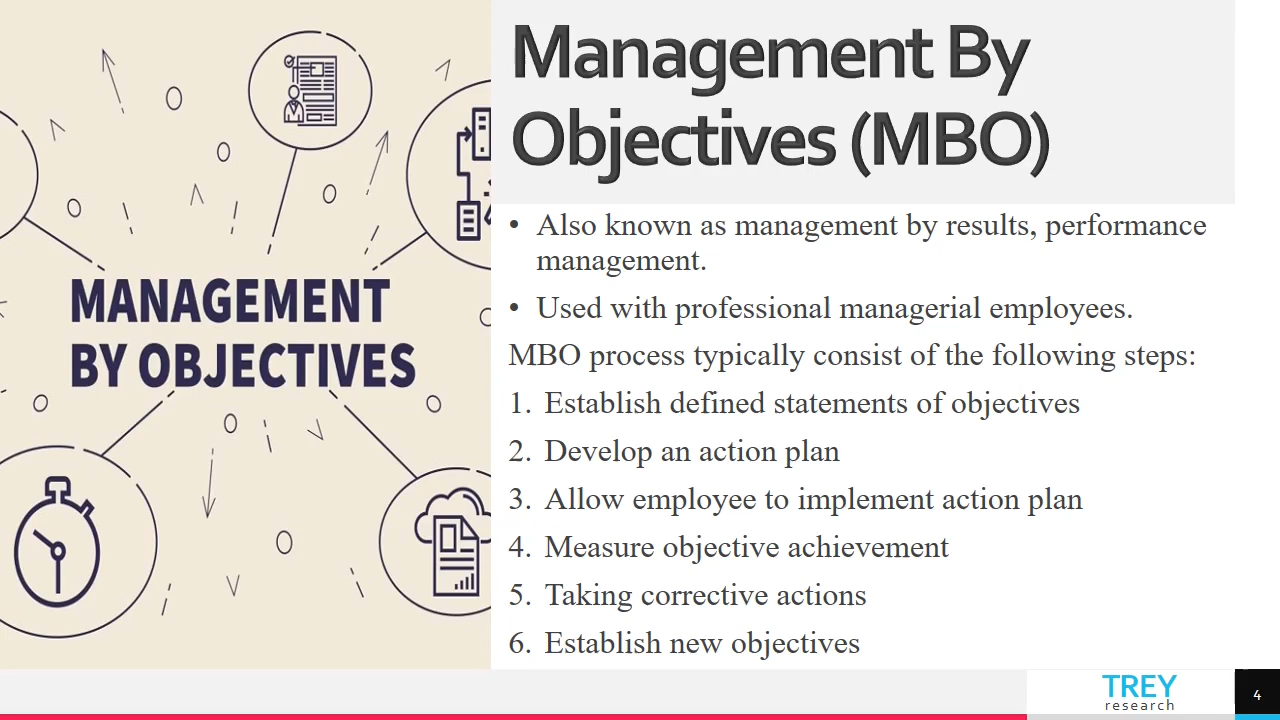 Management By
Objectives (MBO)
MANAGEMENT
BY OBJECTIVES
• Also known as management by results, performance
management.
• Used with professional managerial employees.
MBO process typically consist of the following steps:
1. Establish defined statements of objectives
2. Develop an action plan
3. Allow employee to implement action plan
4. Measure objective achievement
5. Taking corrective actions
6. Establish new objectives
TREY
research
4